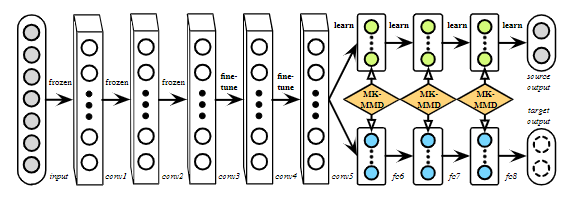 learn learn learn learn
frozen frozen frozen fine-
tune fine-
tune
MK-
MMD
MK-
MMD
MK-
MMD
source
output
target
output
input conv1 conv2 conv3 conv4 conv5 fc6 fc7 fc8